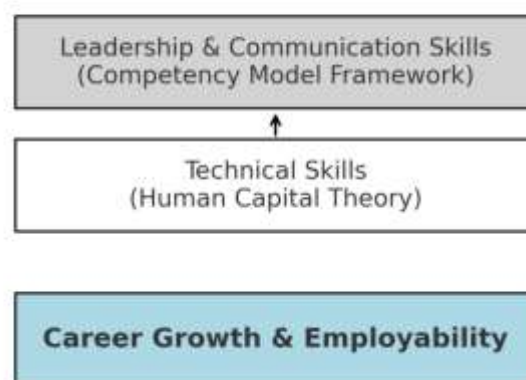 Leadership & Communication Skills
(Competency Model Framework)
Technical Skills
(Human Capital Theory)
Career Growth & Employability